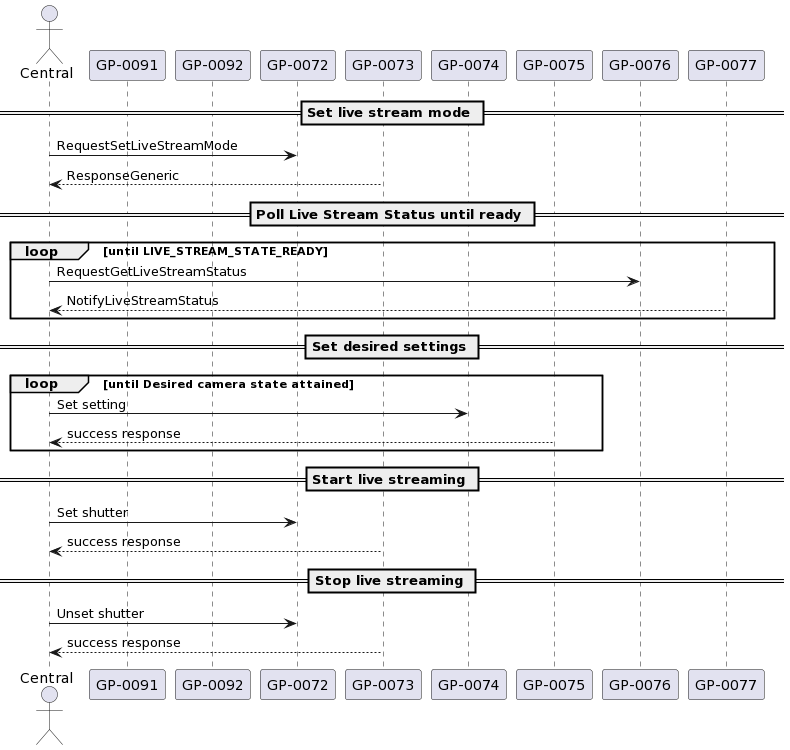 Central
GP-0091 GP-0092 GP-0072 GP-0073 GP-0074 GP-0075 GP-0076 GP-0077
Set live stream mode
RequestSetLiveStreamMode
ResponseGeneric
Poll Live Stream Status until ready
loop [until LIVE_STREAM_STATE_READY]
RequestGetLiveStreamStatus
NotifyLiveStreamStatus
Set desired settings
loop [until Desired camera state attained]
Set setting
success response
Start live streaming
Set shutter
success response
Stop live streaming
Unset shutter
success response
Central
GP-0091 GP-0092 GP-0072 GP-0073 GP-0074 GP-0075 GP-0076 GP-0077